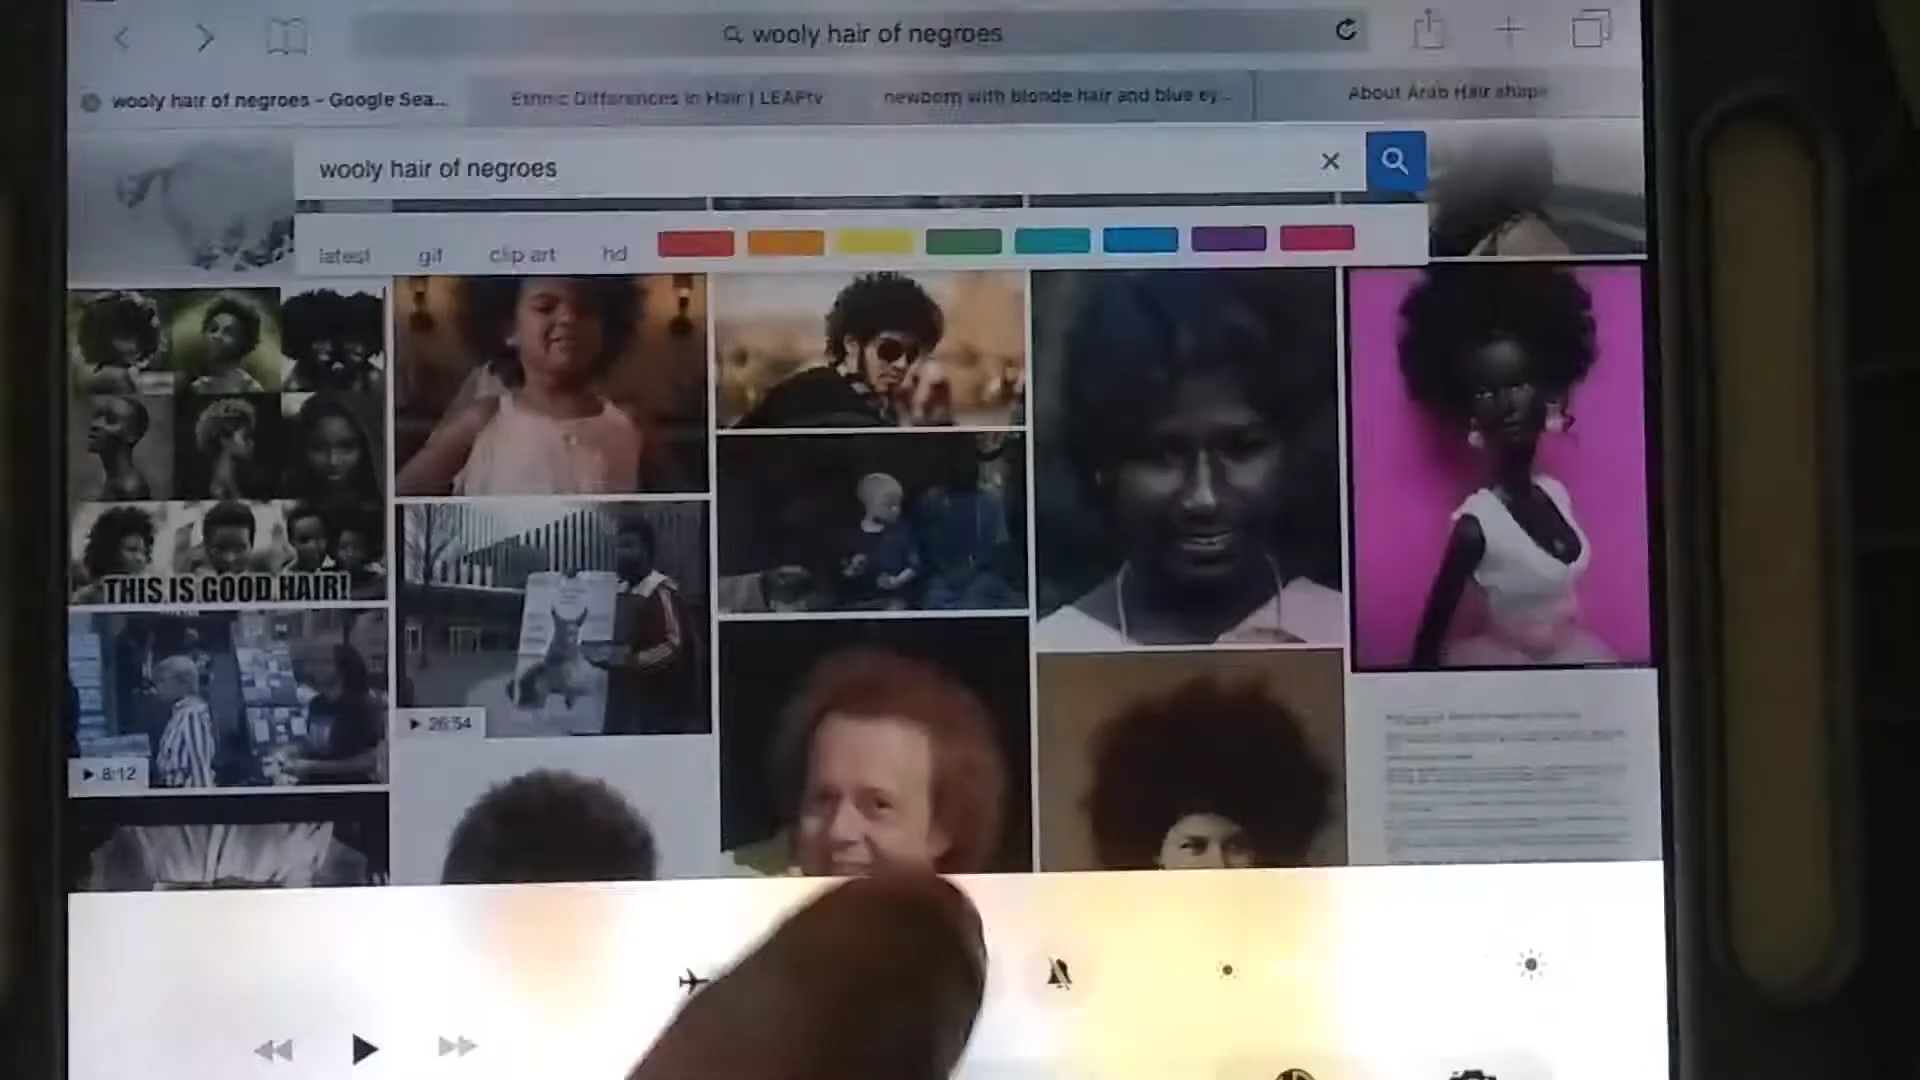 wooly hair of negroes
wooly hair of negroes - Google Sea...
Ethnic Differences in Hair | LEAPtv
newborn with blonde hair and blue ey...
About Arab Hair shape
wooly hair of negroes
latest
gif
clip art
hd
THIS IS GOOD HAIR!
26:54
8:12